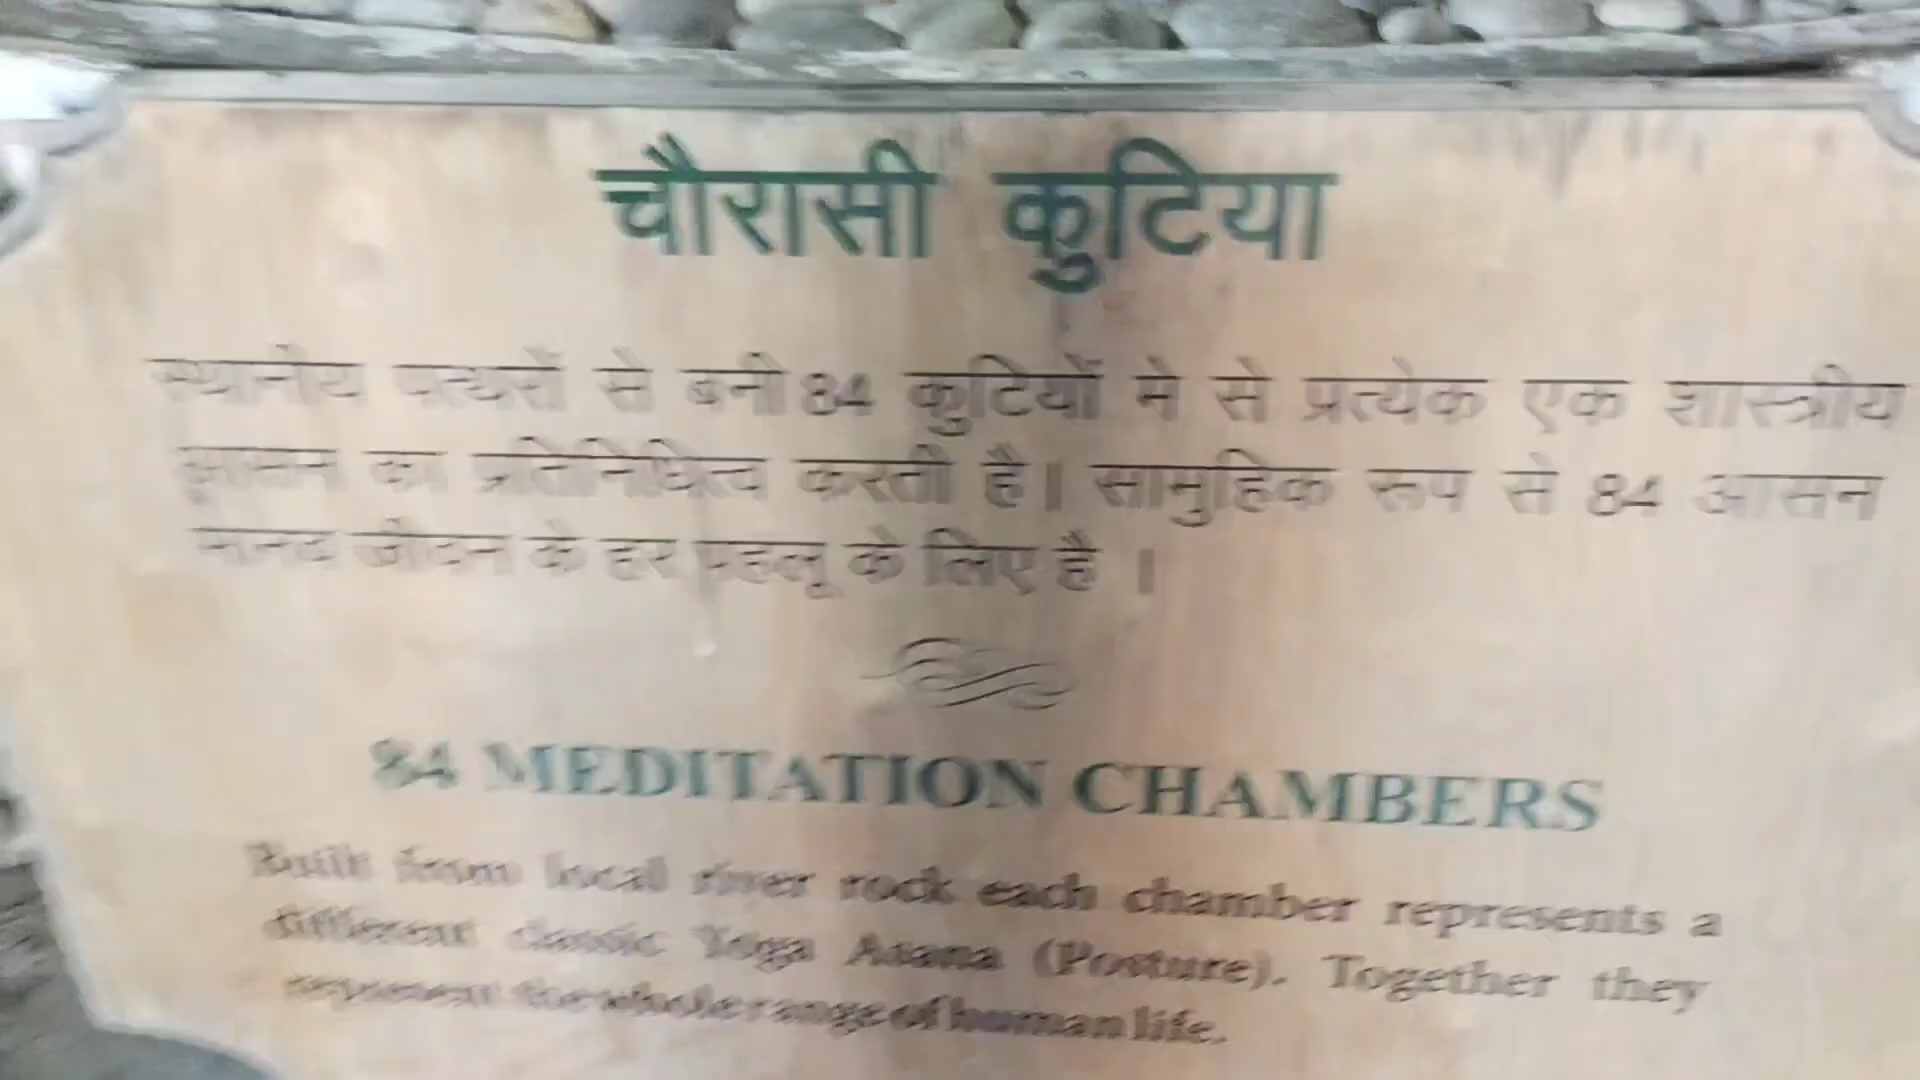 चौरासी कुटिया
स्थानीय पत्थरों से बनी 84 कुटियों मे से प्रत्येक एक शास्त्रीय
आसन का प्रतिनिधित्व करती है। सामुहिक रूप से 84 आसन
मानव जीवन के हर पहलू के लिए है ।
84 MEDITATION CHAMBERS
Built from local river rock each chamber represents a
different classic Yoga Asana (Posture). Together they
represent the whole range of human life.